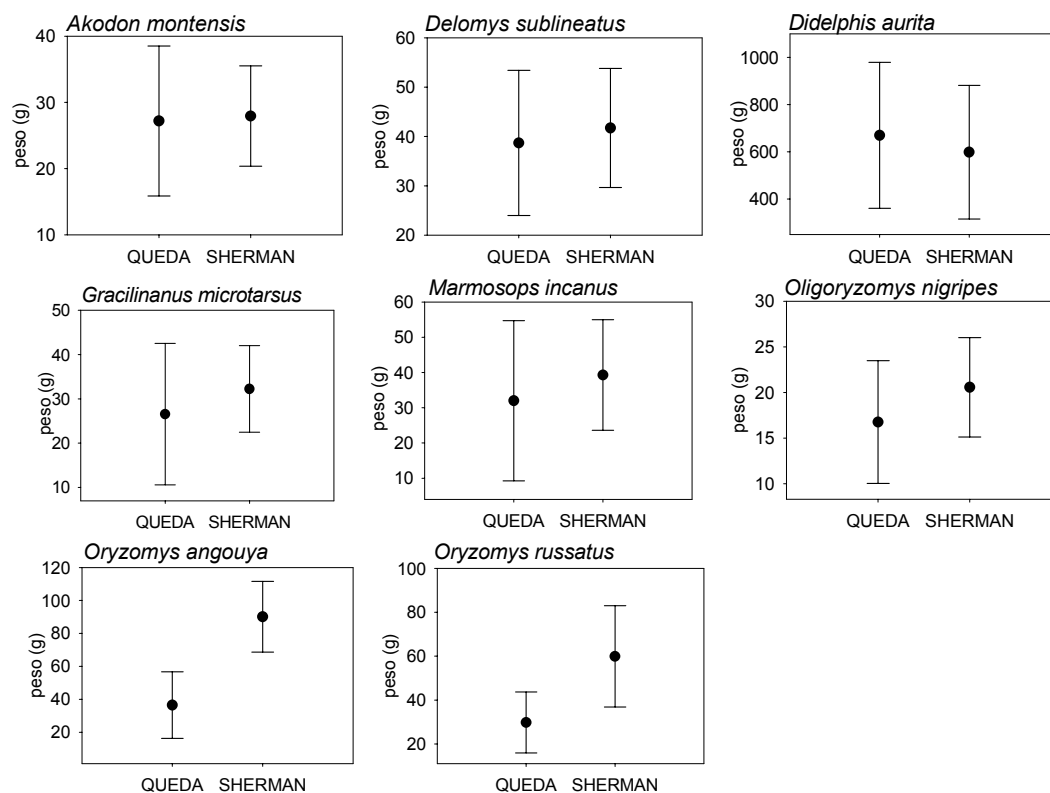 Akodon montensis
40
30
20
10
peso (g)
QUEDA SHERMAN
Delomys sublineatus
60
50
40
30
20
peso (g)
QUEDA SHERMAN
Didelphis aurita
1000
800
600
400
peso (g)
QUEDA SHERMAN
Gracilinanus microtarsus
50
40
30
20
10
peso (g)
QUEDA SHERMAN
Marmosops incanus
60
50
40
30
20
10
peso (g)
QUEDA SHERMAN
Oligoryzomys nigripes
30
25
20
15
10
peso (g)
QUEDA SHERMAN
Oryzomys angouya
120
100
80
60
40
20
peso (g)
QUEDA SHERMAN
Oryzomys russatus
100
80
60
40
20
peso (g)
QUEDA SHERMAN